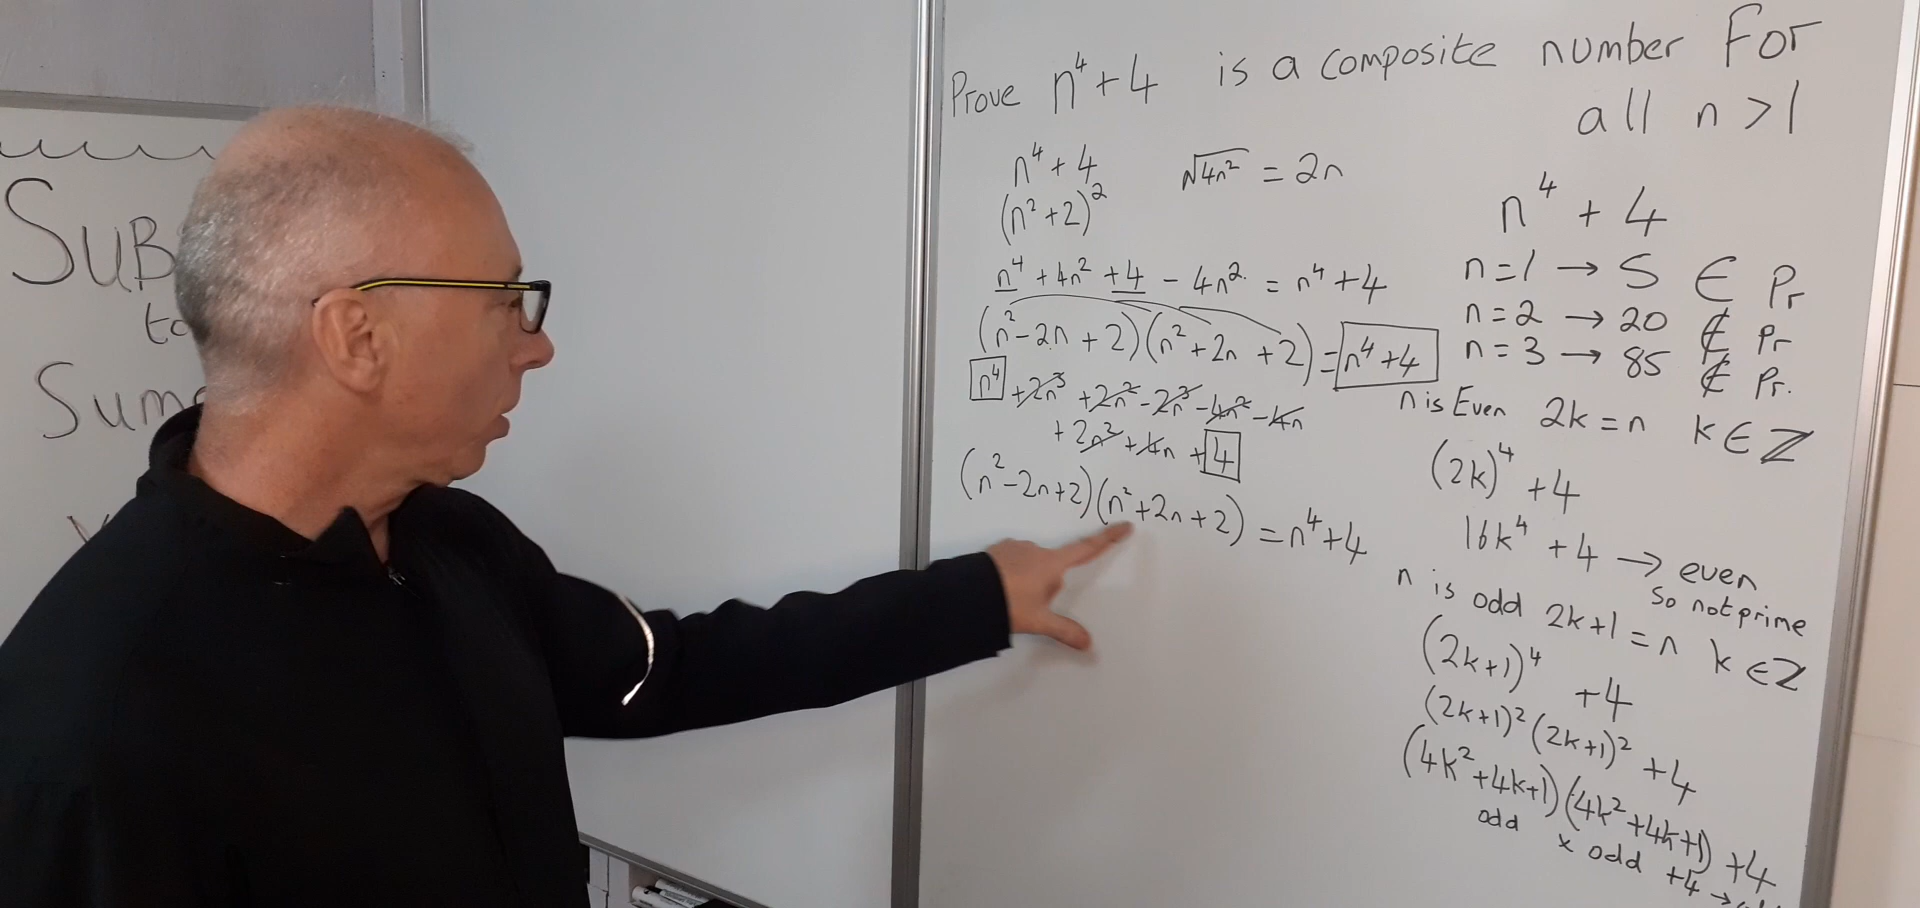 Prove n⁴+4 is a composite number For
all n >1
n⁴ + 4
(n² +2)²
√4n² = 2n
n⁴ + 4n² + 4 - 4n² = n⁴ + 4
(n² - 2n + 2)(n² + 2n + 2) = n⁴ + 4
n⁴ + 2n³ + 2n² - 2n³ - 4n² - 4n
+ 2n² + 4n + 4
(n² - 2n + 2)(n² + 2n + 2) = n⁴ + 4
n⁴ + 4
n = 1 → 5 ∈ Pr
n = 2 → 20 ∉ Pr
n = 3 → 85 ∉ Pr.
n is Even 2k = n k ∈ ℤ
(2k)⁴ + 4
16k⁴ + 4 → even
so not prime
n is odd 2k+1 = n k ∈ ℤ
(2k+1)⁴ + 4
(2k+1)² (2k+1)² + 4
(4k² + 4k + 1)(4k² + 4k + 1) + 4
odd × odd + 4 →
SUB
to
Sum